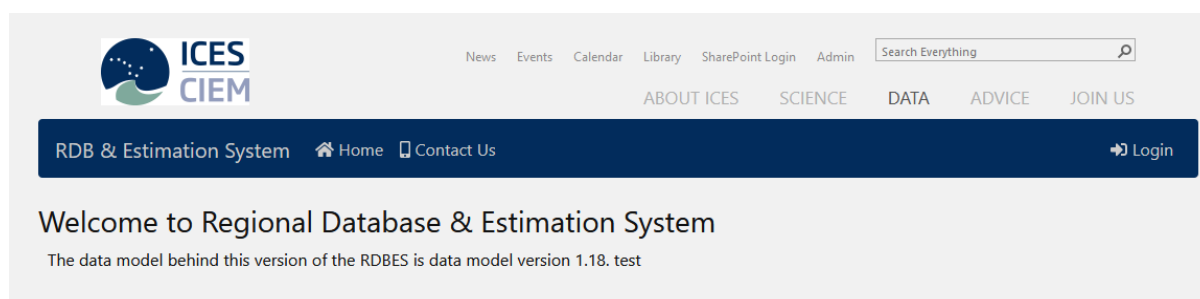 ICES
CIEM
News Events Calendar Library SharePoint Login Admin Search Everything
ABOUT ICES SCIENCE DATA ADVICE JOIN US
RDB & Estimation System Home Contact Us Login
Welcome to Regional Database & Estimation System
The data model behind this version of the RDBES is data model version 1.18. test